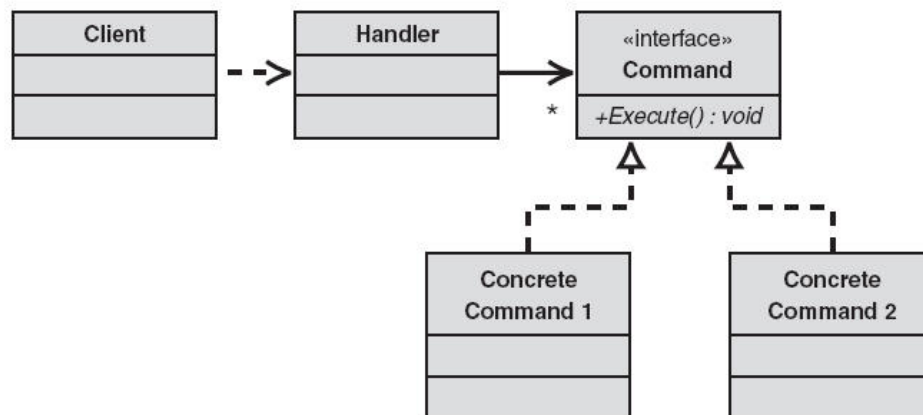 Client
Handler
«interface»
Command
*
+Execute() : void
Concrete
Command 1
Concrete
Command 2